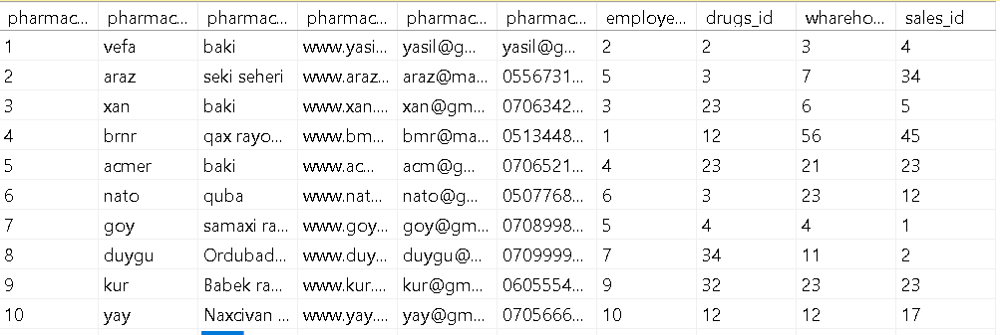 pharmac... pharmac... pharmac... pharmac... pharmac... pharmac... employe... drugs_id whareho... sales_id
1 vefa baki www.yasi... yasil@g... yasil@g... 2 2 3 4
2 araz seki seheri www.araz... araz@ma... 0556731... 5 3 7 34
3 xan baki www.xan.... xan@gm... 0706342... 3 23 6 5
4 brnr qax rayo... www.bm... bmr@ma... 0513448... 1 12 56 45
5 acmer baki www.ac... acm@g... 0706521... 4 23 21 23
6 nato quba www.nat... nato@g... 0507768... 6 3 23 12
7 goy samaxi ra... www.goy... goy@gm... 0708998... 5 4 4 1
8 duygu Ordubad... www.duy... duygu@... 0709999... 7 34 11 2
9 kur Babek ra... www.kur.... kur@gm... 0605554... 9 32 23 23
10 yay Naxcivan ... www.yay.... yay@gm... 0705666... 10 12 12 17